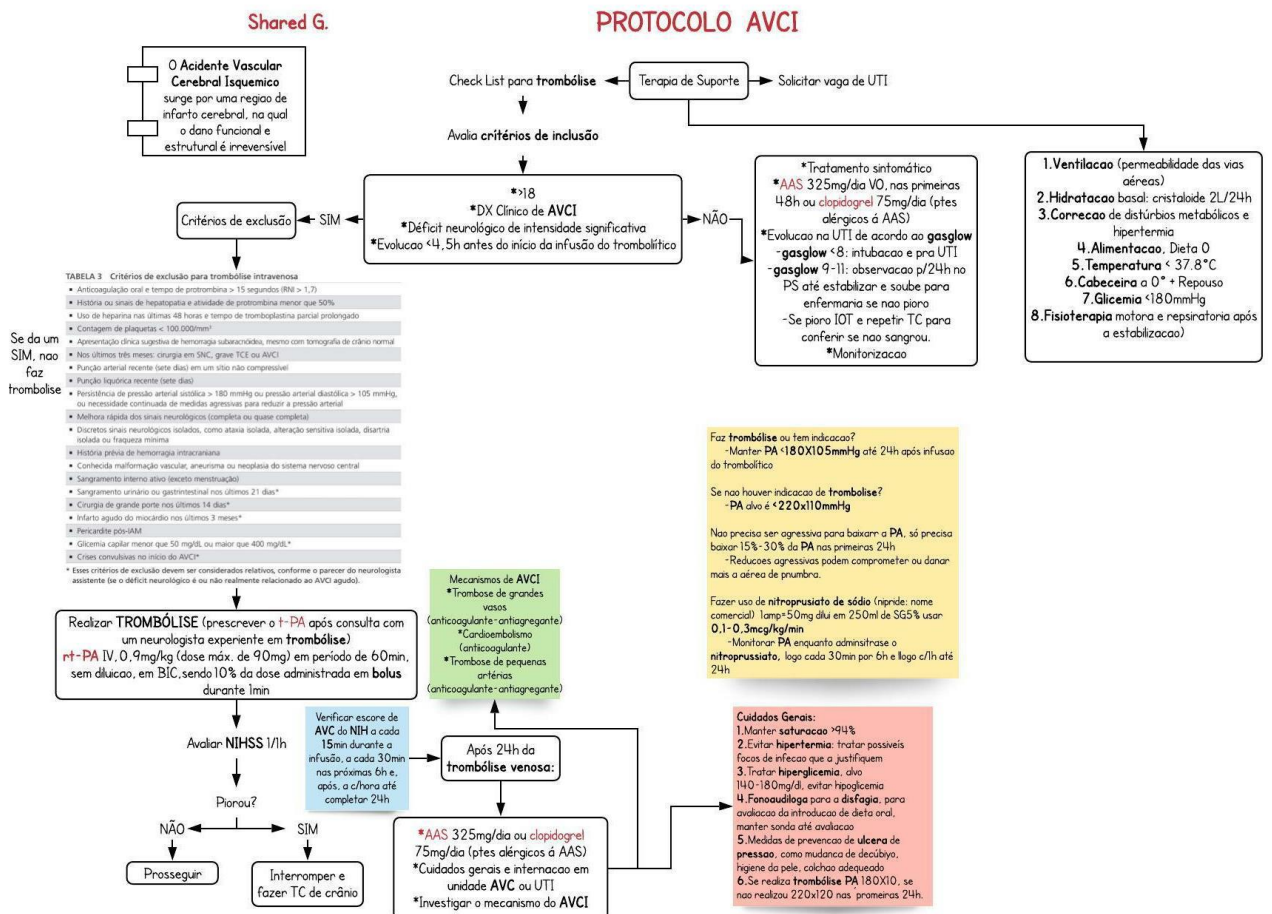 Shared G.
PROTOCOLO AVCI
O Acidente Vascular
Cerebral Isquemico
surge por uma regiao de
infarto cerebral, na qual
o dano funcional e
estrutural é irreversível
Check List para trombólise
Terapia de Suporte
Solicitar vaga de UTI
Avalia critérios de inclusão
*>18
*DX Clínico de AVCI
*Déficit neurológico de intensidade significativa
*Evolucao <4,5h antes do início da infusão do trombolítico
SIM
Critérios de exclusão
NÃO
*Tratamento sintomático
*AAS 325mg/dia VO, nas primeiras
48h ou clopidogrel 75mg/dia (ptes
alérgicos á AAS)
*Evolucao na UTI de acordo ao gasglow
-gasglow <8: intubacao e pra UTI
-gasglow 9-11: observacao p/24h no
PS até estabilizar e soube para
enfermaria se nao pioro
-Se pioro IOT e repetir TC para
conferir se nao sangrou.
*Monitorizacao
1.Ventilacao (permeabilidade das vias
aéreas)
2.Hidratacao basal: cristaloide 2L/24h
3.Correcao de distúrbios metabólicos e
hipertermia
4.Alimentacao, Dieta 0
5.Temperatura < 37.8°C
6.Cabeceira a 0° + Repouso
7.Glicemia <180mmHg
8.Fisioterapia motora e repsiratoria após
a estabilizacao)
Se da um
SIM, nao
faz
trombolise
TABELA 3 Critérios de exclusão para trombólise intravenosa
• Anticoagulação oral e tempo de protrombina > 15 segundos (RNI > 1,7)
• História ou sinais de hepatopatia e atividade de protrombina menor que 50%
• Uso de heparina nas últimas 48 horas e tempo de tromboplastina parcial prolongado
• Contagem de plaquetas < 100.000/mm³
• Apresentação clínica sugestiva de hemorragia subaracnóidea, mesmo com tomografia de crânio normal
• Nos últimos três meses: cirurgia em SNC, grave TCE ou AVCI
• Punção arterial recente (sete dias) em um sítio não compressível
• Punção liquórica recente (sete dias)
• Persistência de pressão arterial sistólica > 180 mmHg ou pressão arterial diastólica > 105 mmHg,
ou necessidade continuada de medidas agressivas para reduzir a pressão arterial
• Melhora rápida dos sinais neurológicos (completa ou quase completa)
• Discretos sinais neurológicos isolados, como ataxia isolada, alteração sensitiva isolada, disartria
isolada ou fraqueza mínima
• História prévia de hemorragia intracraniana
• Conhecida malformação vascular, aneurisma ou neoplasia do sistema nervoso central
• Sangramento interno ativo (exceto menstruação)
• Sangramento urinário ou gastrintestinal nos últimos 21 dias*
• Cirurgia de grande porte nos últimos 14 dias*
• Infarto agudo do miocárdio nos últimos 3 meses*
• Pericardite pós-IAM
• Glicemia capilar menor que 50 mg/dL ou maior que 400 mg/dL*
• Crises convulsivas no início do AVCI*
* Esses critérios de exclusão devem ser considerados relativos, conforme o parecer do neurologista
assistente (se o déficit neurológico é ou não realmente relacionado ao AVCI agudo).
Realizar TROMBÓLISE (prescrever o t-PA após consulta
com um neurologista experiente em trombólise)
rt-PA IV, 0,9mg/kg (dose máx. de 90mg) em período de 60min,
sem diluicao, em BIC,sendo 10% da dose administrada em bolus
durante 1min
Avaliar NIHSS 1/1h
Piorou?
NÃO
SIM
Prosseguir
Interromper e
fazer TC de crânio
Verificar escore de
AVC do NIH a cada
15min durante a
infusão, a cada 30min
nas próximas 6h e,
após, a c/hora até
completar 24h
Mecanismos de AVCI
*Trombose de grandes
vasos
(anticoagulante-antiagregante)
*Cardioembolismo
(anticoagulante)
*Trombose de pequenas
artérias
(anticoagulante-antiagregante)
Após 24h da
trombólise venosa:
*AAS 325mg/dia ou clopidogrel
75mg/dia (ptes alérgicos á AAS)
*Cuidados gerais e internacao em
unidade AVC ou UTI
*Investigar o mecanismo do AVCI
Faz trombólise ou tem indicacao?
-Manter PA <180X105mmHg até 24h após infusao
do trombolítico
Se nao houver indicacao de trombolise?
-PA alvo é <220x110mmHg
Nao precisa ser agressiva para baixarr a PA, só precisa
baixar 15%-30% da PA nas primeiras 24h
-Reducoes agressivas podem comprometer ou danar
mais a aérea de pnumbra.
Fazer uso de nitroprusiato de sódio (nipride: nome
comercial) 1amp=50mg dilui em 250ml de SG5% usar
0,1-0,3mcg/kg/min
-Monitorar PA enquanto adminsitrase o
nitroprussiato, logo cada 30min por 6h e llogo c/1h até
24h
Cuidados Gerais:
1.Manter saturacao >94%
2.Evitar hipertermia: tratar possiveís
focos de infecao que a justifiquem
3.Tratar hiperglicemia, alvo
140-180mg/dl, evitar hipoglicemia
4.Fonoaudiloga para a disfagia, para
avaliacao da introducao de dieta oral,
manter sonda até avaliacao
5.Medidas de prevencao de ulcera de
pressao, como mudanca de decúbiyo,
higiene da pele, colchao adequeado
6.Se realiza trombólise PA 180X10, se
nao realizou 220x120 nas promeiras 24h.